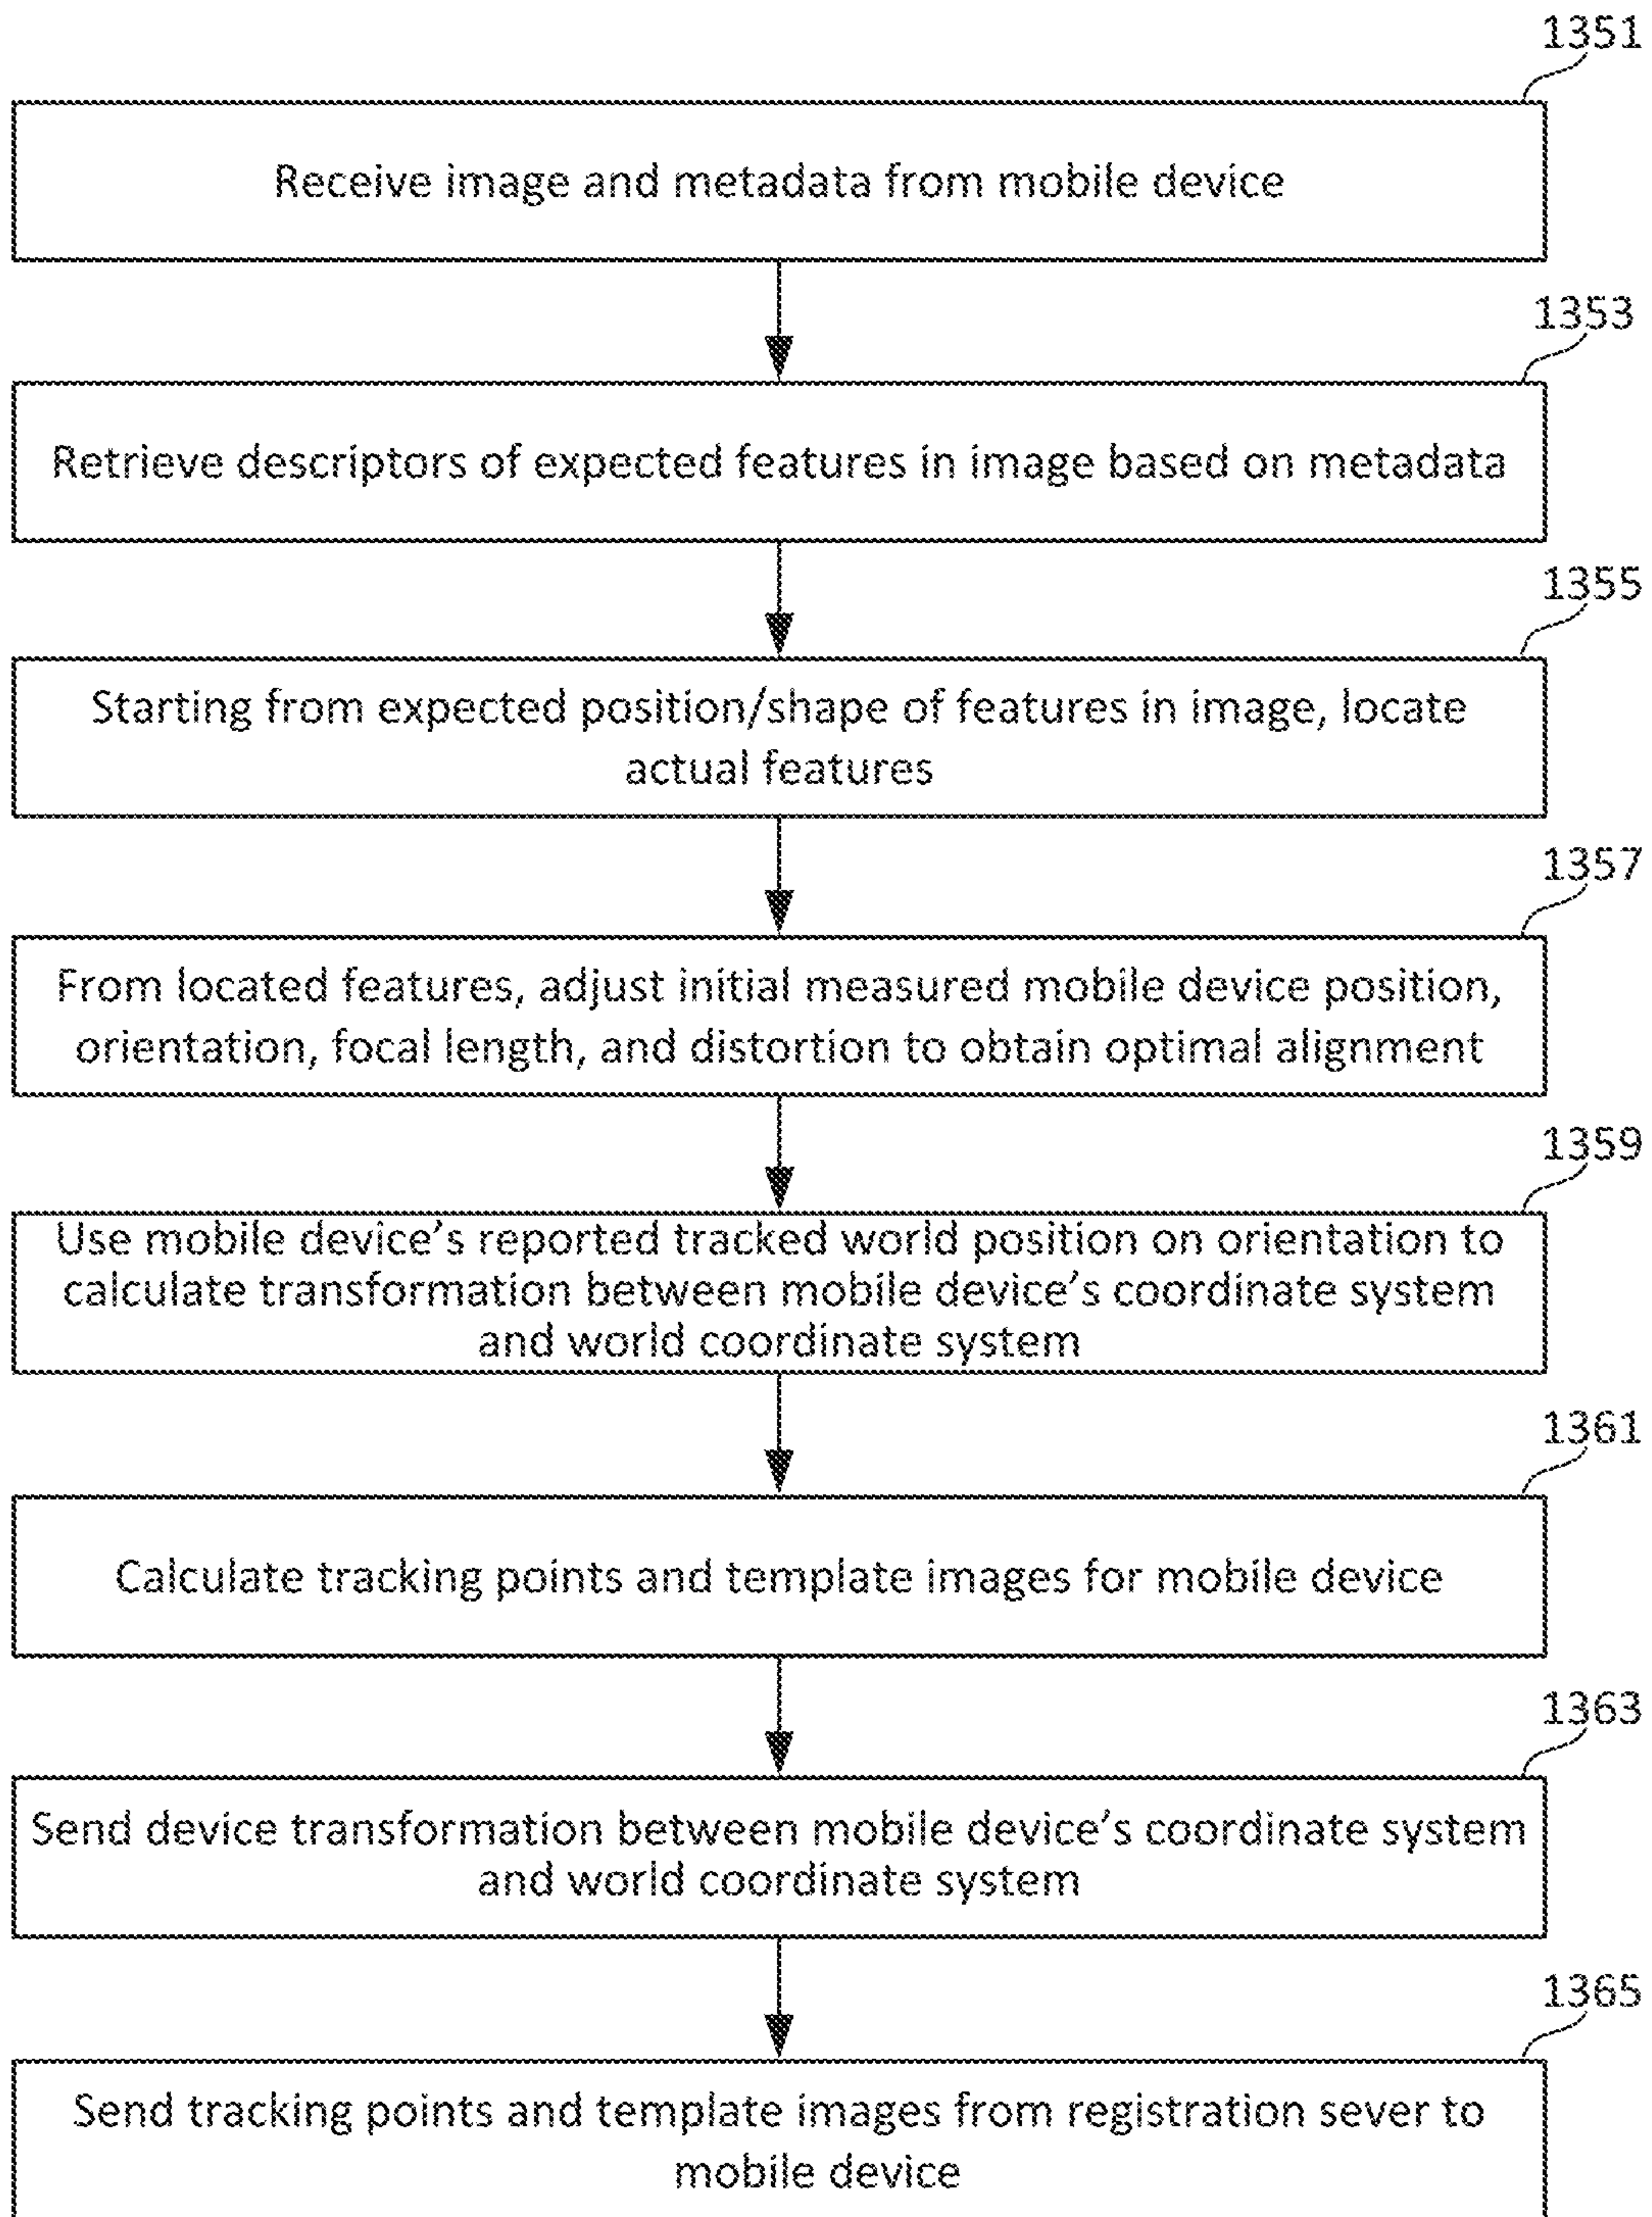 1351
Receive image and metadata from mobile device
1353
Retrieve descriptors of expected features in image based on metadata
1355
Starting from expected position/shape of features in image, locate
actual features
1357
From located features, adjust initial measured mobile device position,
orientation, focal length, and distortion to obtain optimal alignment
1359
Use mobile device's reported tracked world position on orientation to
calculate transformation between mobile device's coordinate system
and world coordinate system
1361
Calculate tracking points and template images for mobile device
1363
Send device transformation between mobile device's coordinate system
and world coordinate system
1365
Send tracking points and template images from registration sever to
mobile device